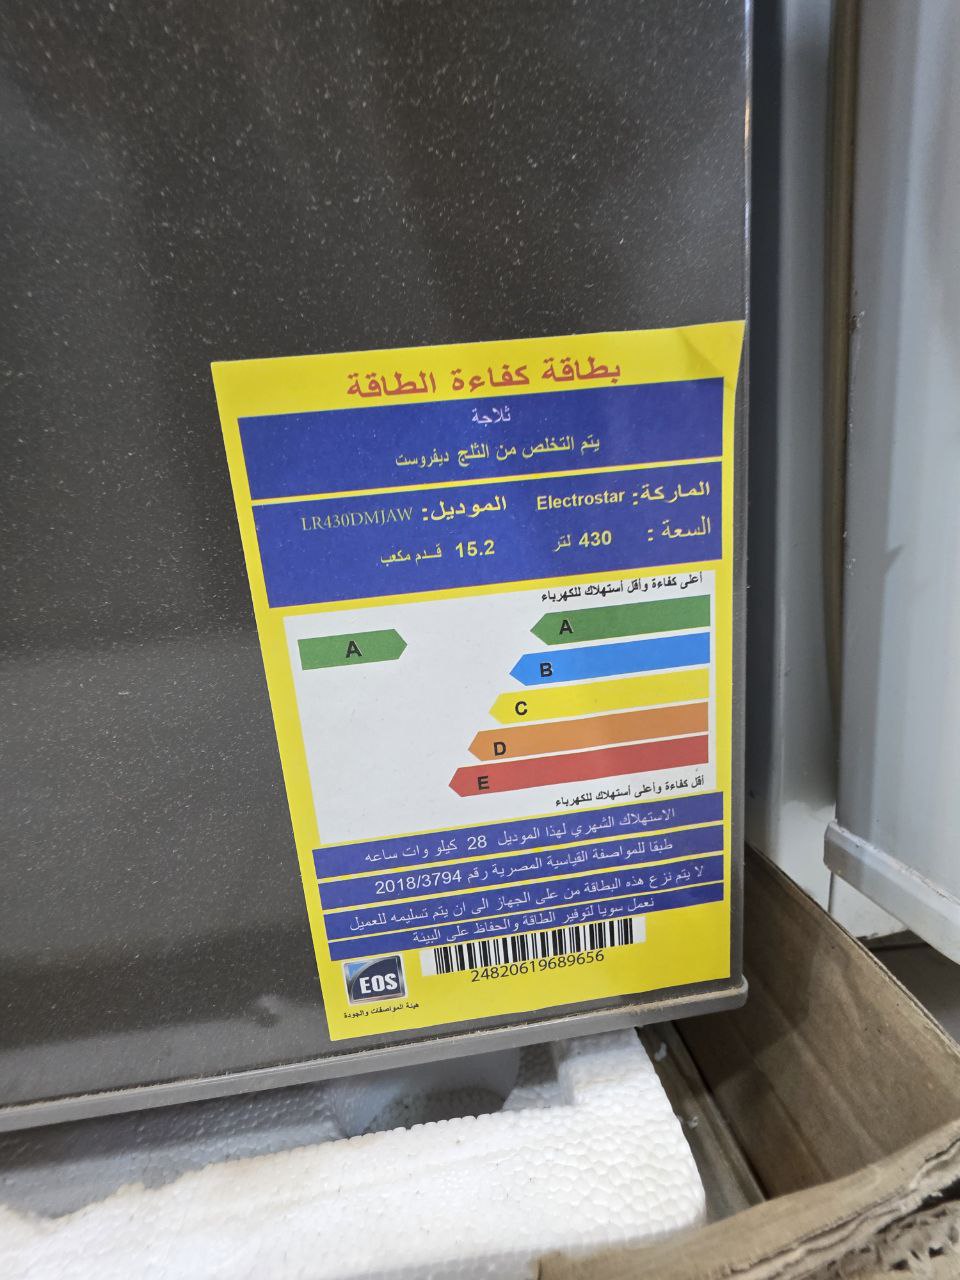 بطاقة كفاءة الطاقة
ثلاجة
يتم التخلص من الثلج ديفروست
الماركة: Electrostar الموديل: LR430DMJAW
السعة : 430 لتر 15.2 قدم مكعب
أعلى كفاءة وأقل أستهلاك للكهرباء
A
A
B
C
D
E
أقل كفاءة وأعلى أستهلاك للكهرباء
الاستهلاك الشهري لهذا الموديل 28 كيلو وات ساعه
طبقا للمواصفة القياسية المصرية رقم 2018/3794
لا يتم نزع هذه البطاقة من على الجهاز الى ان يتم تسليمه للعميل
نعمل سويا لتوفير الطاقة والحفاظ على البيئة
24820619689656
EOS
هيئة المواصفات والجودة